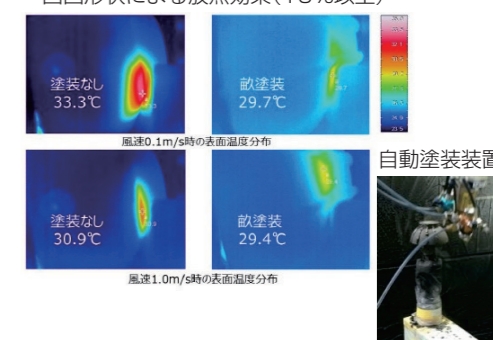 凹凸形状による放熱効果(10%以上)
塗装なし
33.3℃
畝塗装
29.7℃
風速0.1m/s時の表面温度分布
自動塗装装置
塗装なし
30.9℃
畝塗装
29.4℃
風速1.0m/s時の表面温度分布